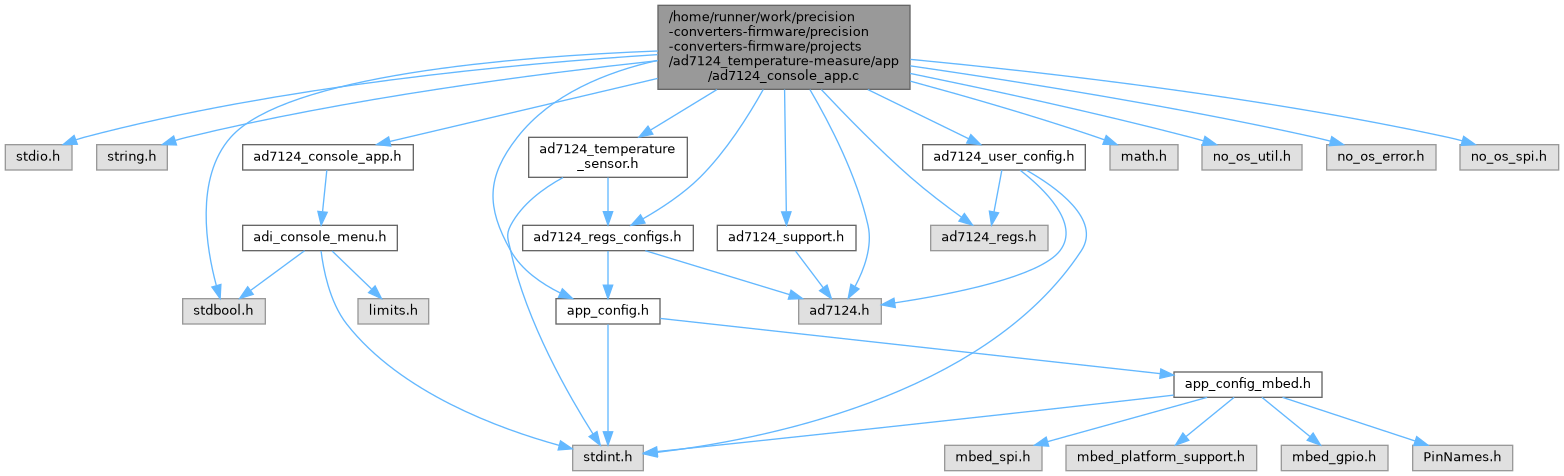 /home/runner/work/precision
-converters-firmware/precision
-converters-firmware/projects
/ad7124_temperature-measure/app
/ad7124_console_app.c
stdio.h
string.h
ad7124_console_app.h
ad7124_temperature
_sensor.h
ad7124_user_config.h
math.h
no_os_util.h
no_os_error.h
no_os_spi.h
adi_console_menu.h
ad7124_regs_configs.h
ad7124_support.h
ad7124_regs.h
stdbool.h
limits.h
app_config.h
ad7124.h
app_config_mbed.h
stdint.h
mbed_spi.h
mbed_platform_support.h
mbed_gpio.h
PinNames.h